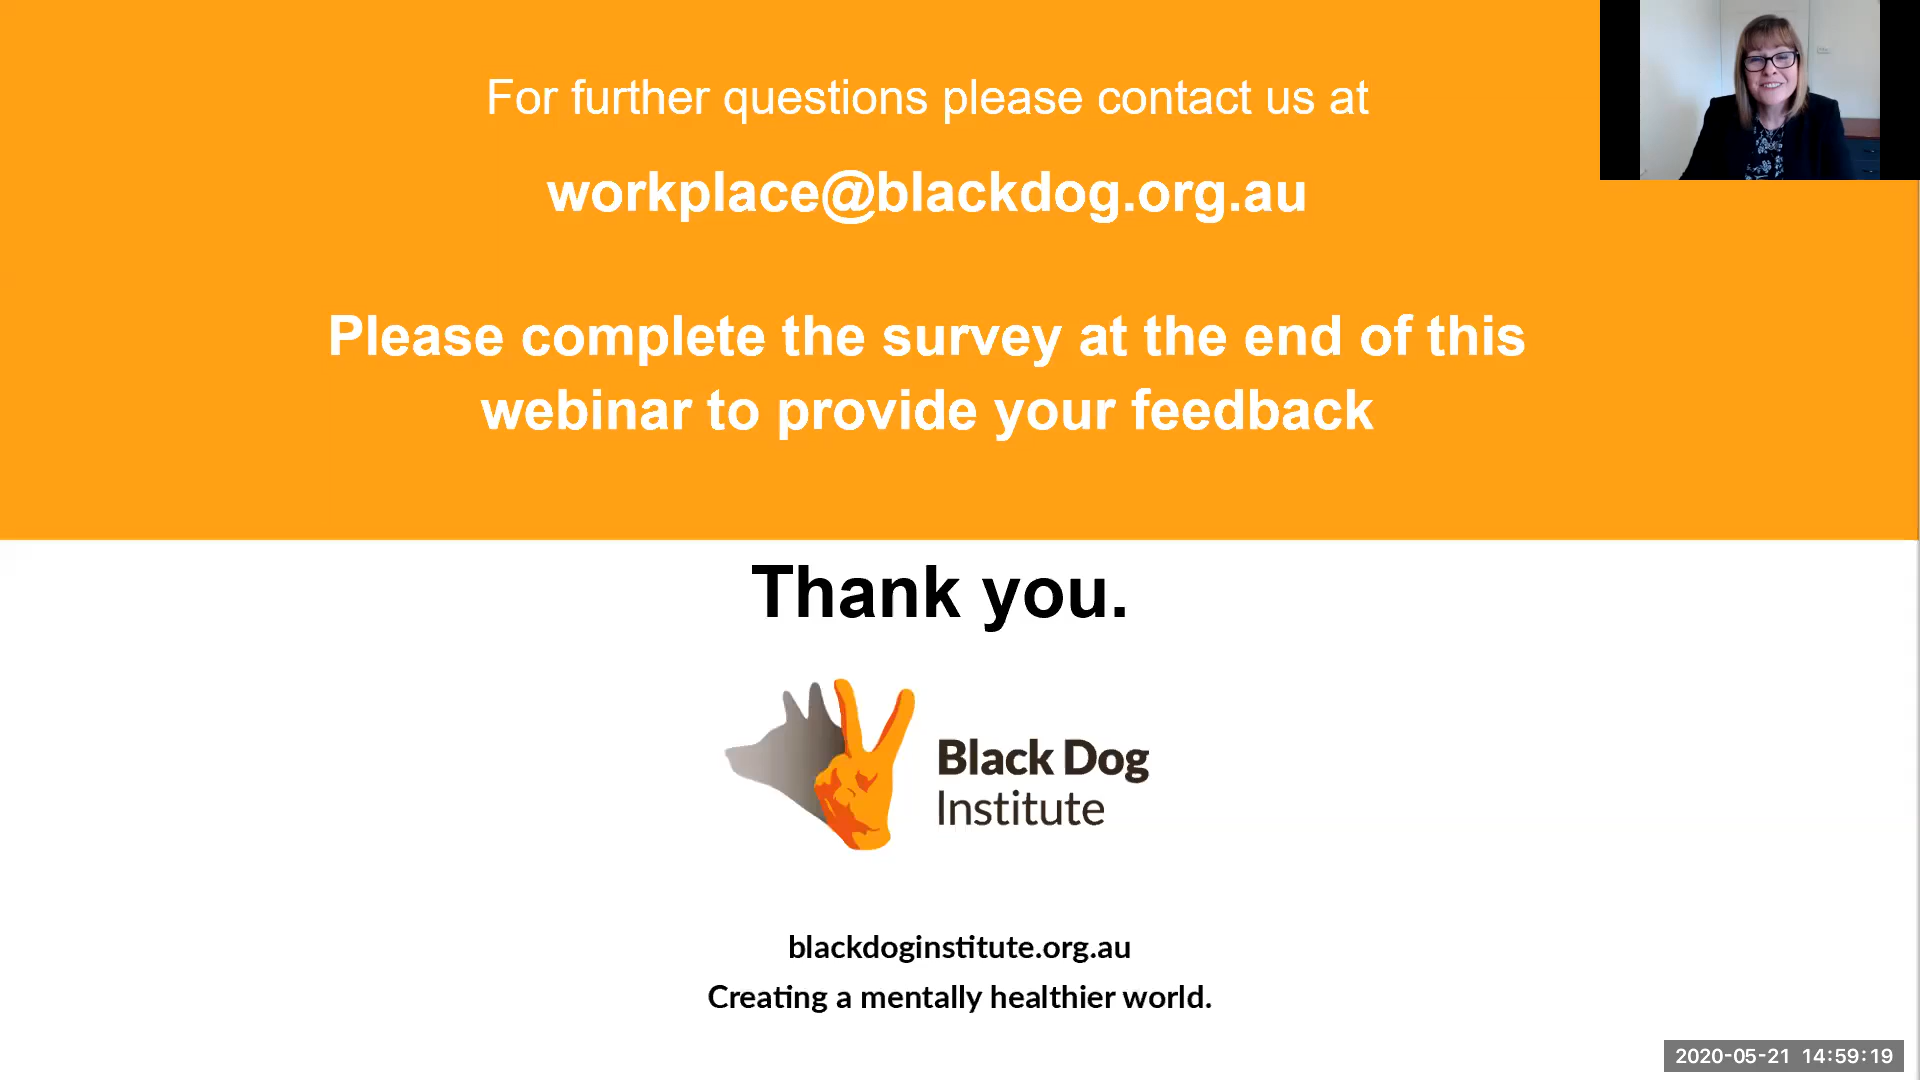 For further questions please contact us at
workplace@blackdog.org.au
Please complete the survey at the end of this
webinar to provide your feedback
Thank you.
Black Dog
Institute
blackdoginstitute.org.au
Creating a mentally healthier world.
2020-05-21 14:59:19